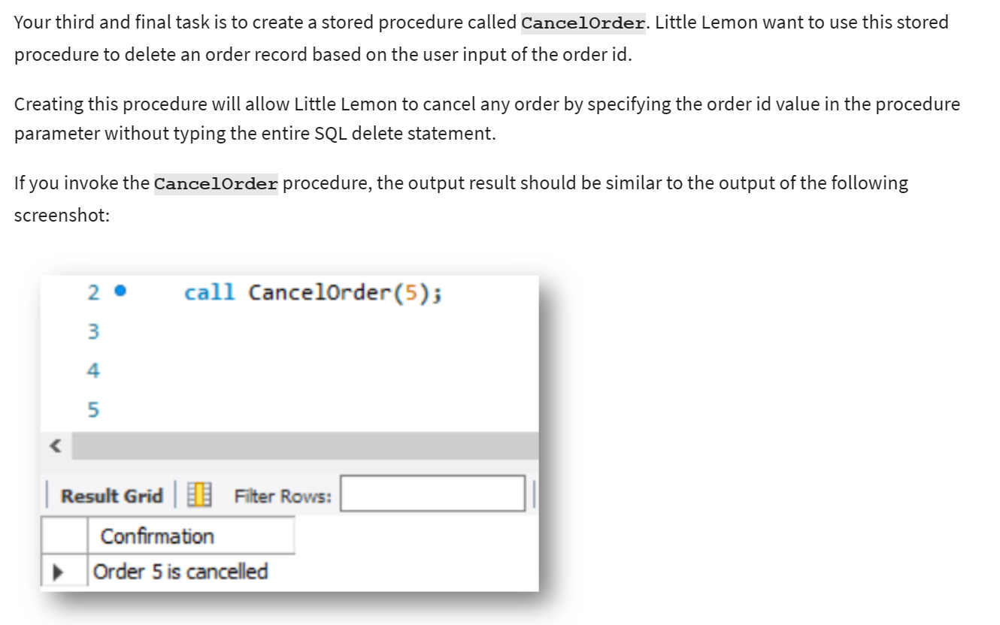 Your third and final task is to create a stored procedure called CancelOrder. Little Lemon want to use this stored
procedure to delete an order record based on the user input of the order id.
Creating this procedure will allow Little Lemon to cancel any order by specifying the order id value in the procedure
parameter without typing the entire SQL delete statement.
If you invoke the CancelOrder procedure, the output result should be similar to the output of the following
screenshot:
2 call CancelOrder(5);
3
4
5
Result Grid Filter Rows:
Confirmation
Order 5 is cancelled